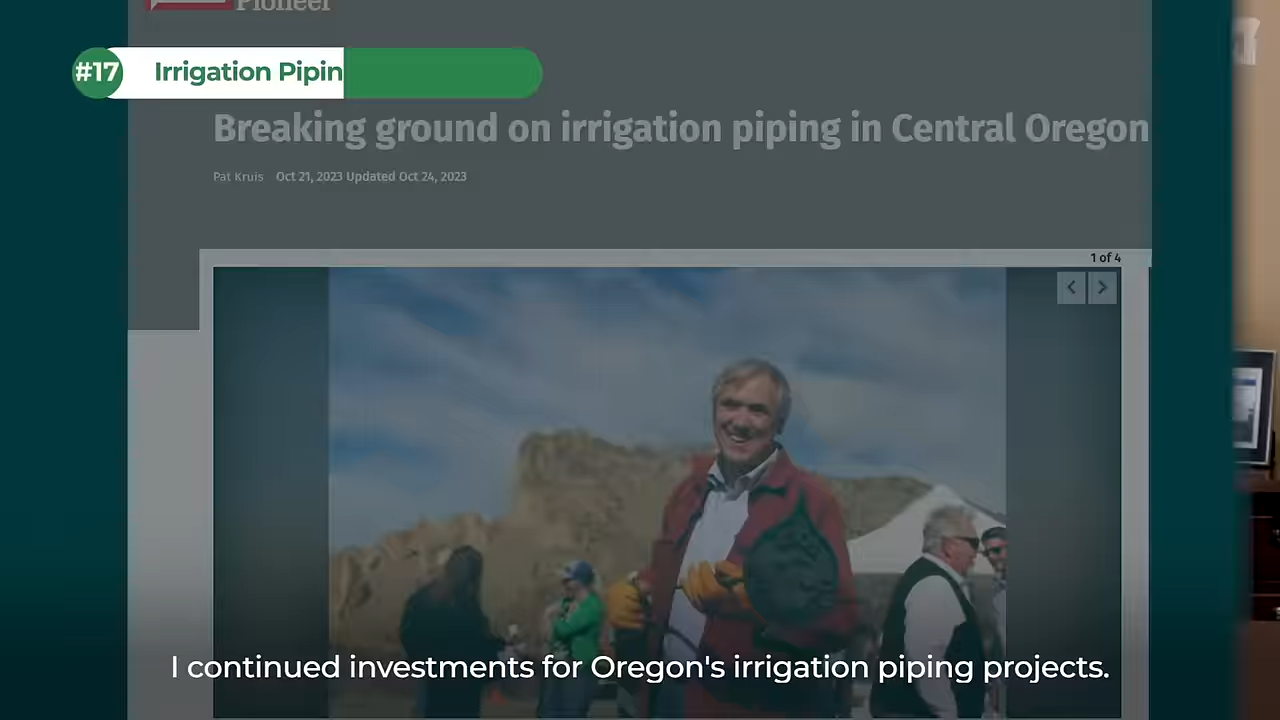 Pioneer
#17 Irrigation Pipin
Breaking ground on irrigation piping in Central Oregon
Pat Kruis Oct 21, 2023 Updated Oct 24, 2023
1 of 4
I continued investments for Oregon's irrigation piping projects.